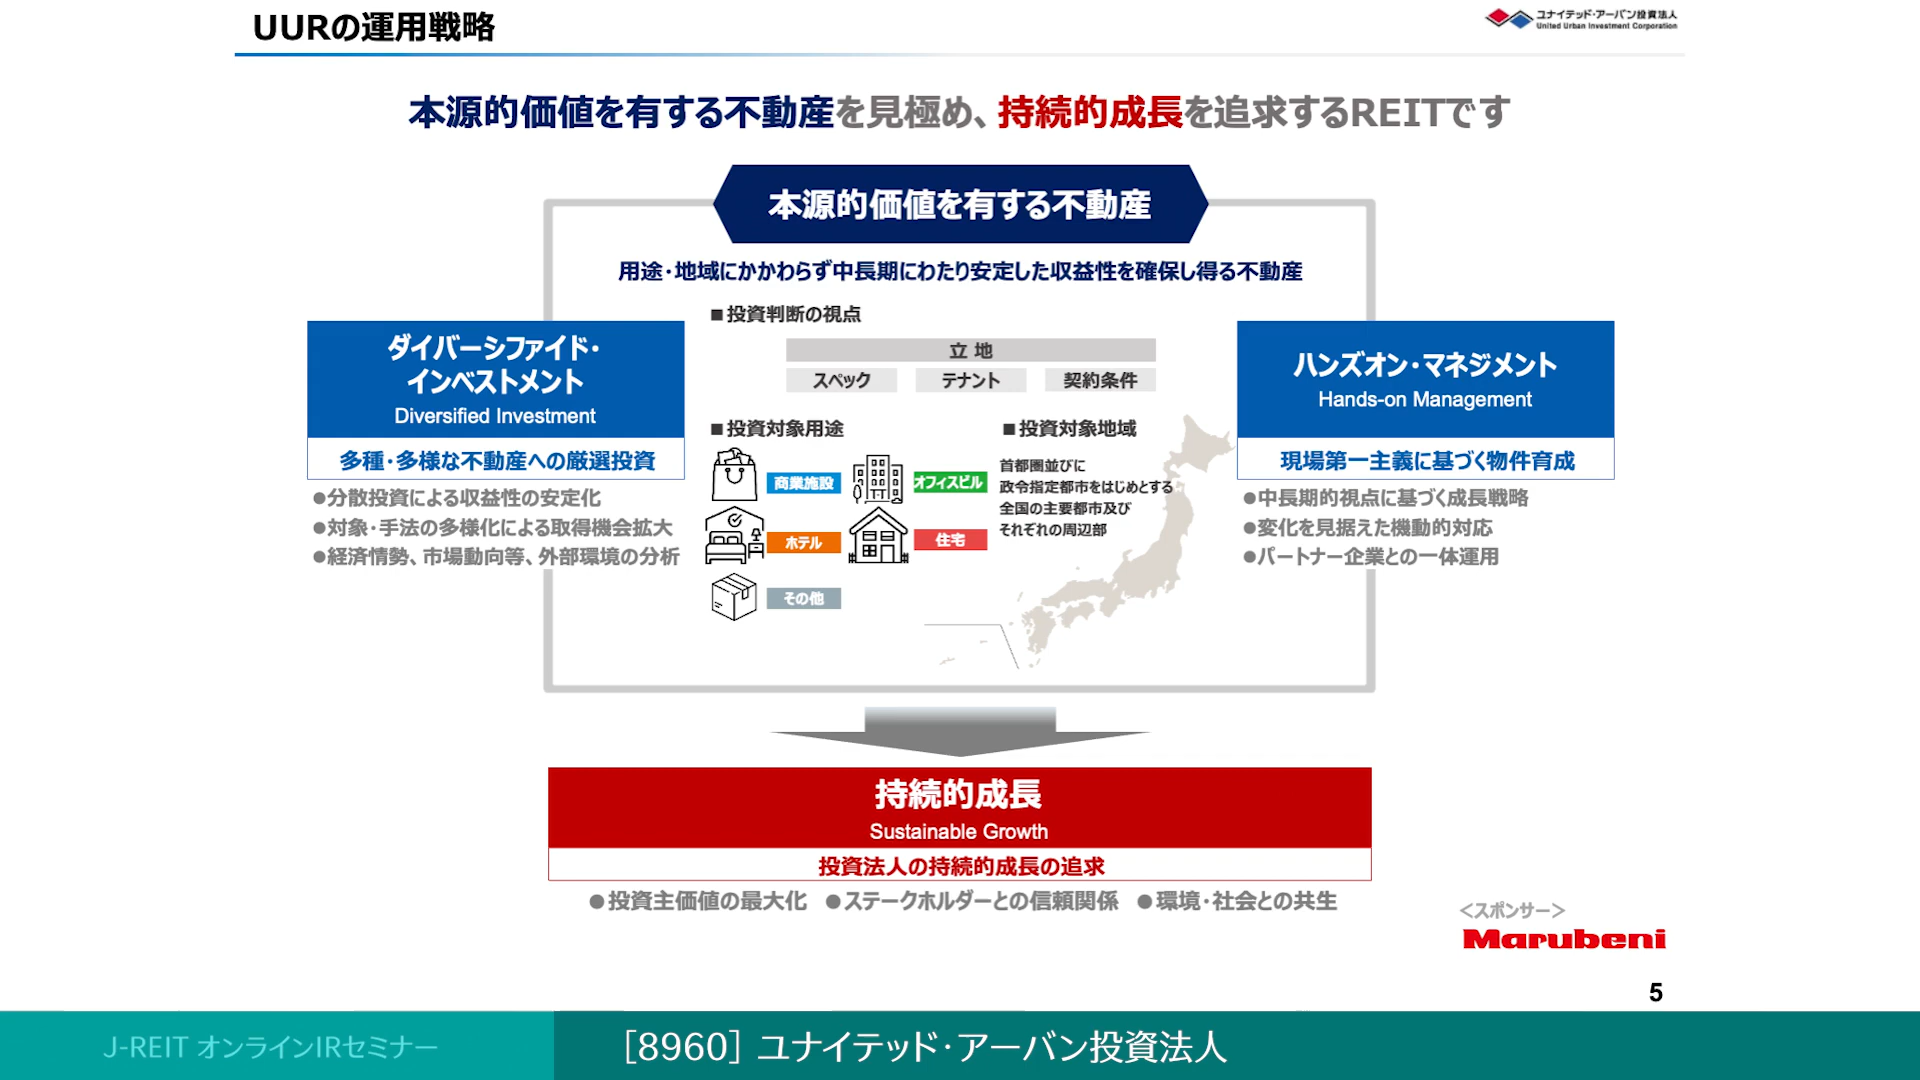 UURの運用戦略
ユナイテッド・アーバン投資法人
United Urban Investment Corporation
本源的価値を有する不動産を見極め、持続的成長を追求するREITです
本源的価値を有する不動産
用途・地域にかかわらず中長期にわたり安定した収益性を確保し得る不動産
ダイバーシファイド・
インベストメント
Diversified Investment
多種・多様な不動産への厳選投資
●分散投資による収益性の安定化
●対象・手法の多様化による取得機会拡大
●経済情勢、市場動向等、外部環境の分析
■投資判断の視点
立 地
スペック
テナント
契約条件
■投資対象用途
商業施設
オフィスビル
ホテル
住宅
その他
■投資対象地域
首都圏並びに
政令指定都市をはじめとする
全国の主要都市及び
それぞれの周辺部
ハンズオン・マネジメント
Hands-on Management
現場第一主義に基づく物件育成
●中長期的視点に基づく成長戦略
●変化を見据えた機動的対応
●パートナー企業との一体運用
持続的成長
Sustainable Growth
投資法人の持続的成長の追求
●投資主価値の最大化 ●ステークホルダーとの信頼関係 ●環境・社会との共生
＜スポンサー＞
Marubeni
5
J-REIT オンラインIRセミナー
［8960］ユナイテッド・アーバン投資法人